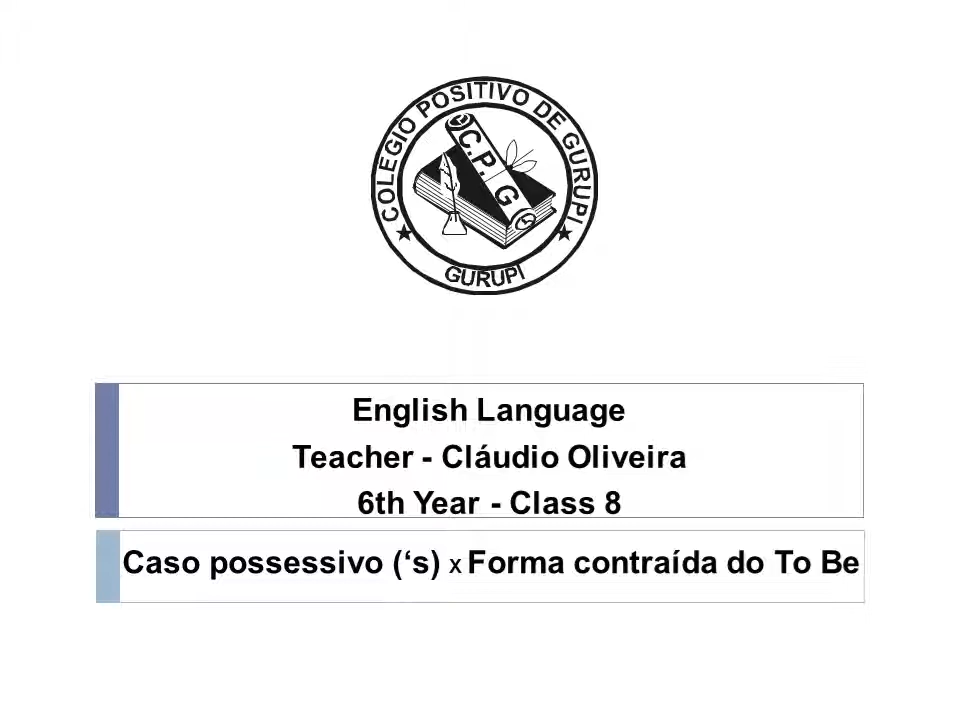 COLEGIO POSITIVO DE GURUPI
C.P.G
GURUPI
English Language
Teacher - Cláudio Oliveira
6th Year - Class 8
Caso possessivo (‘s) x Forma contraída do To Be